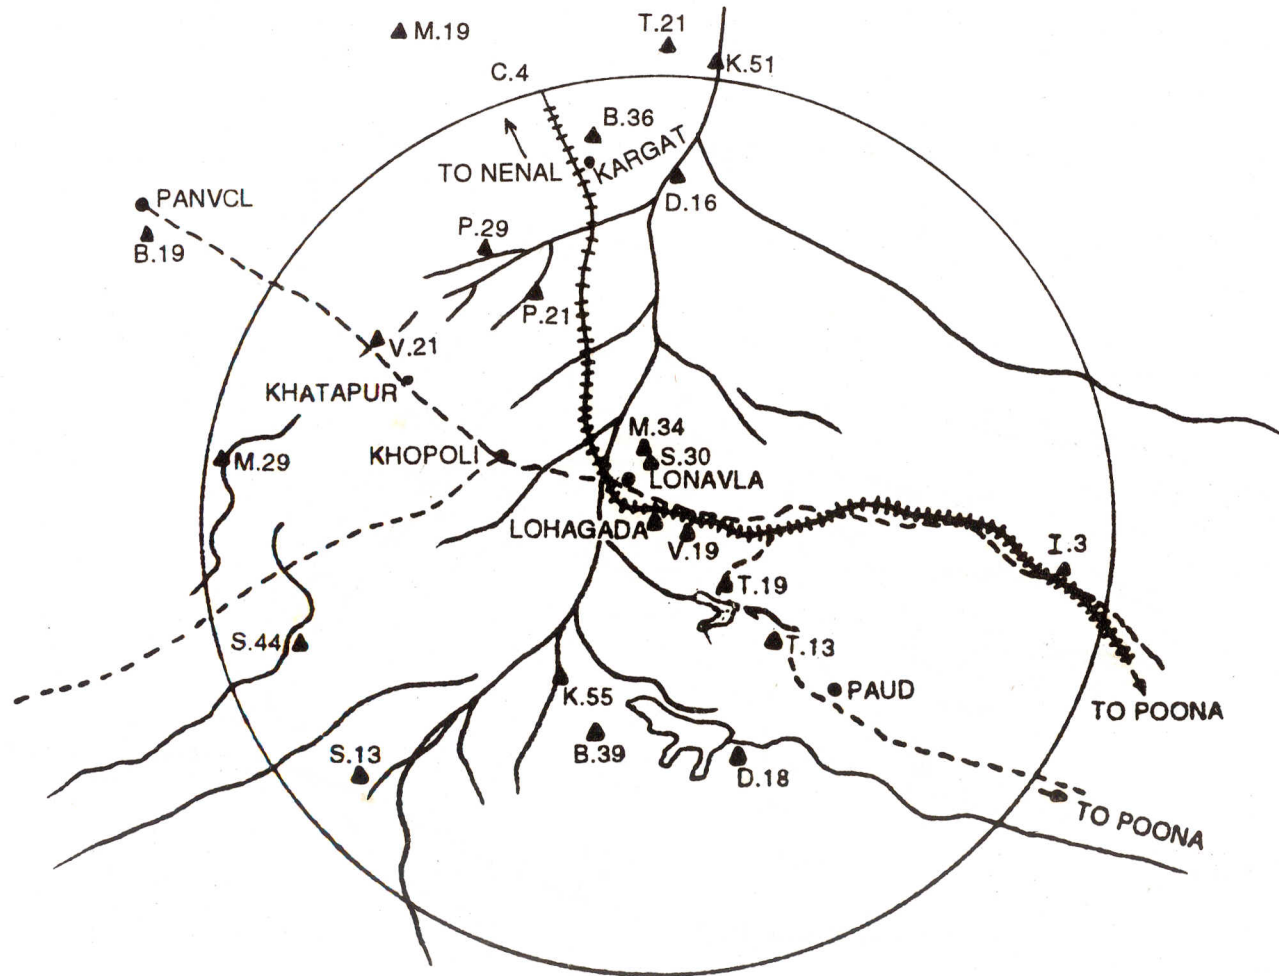 M.19
T.21
K.51
C.4
B.36
KARGAT
TO NENAL
PANVCL
D.16
B.19
P.29
P.21
V.21
KHATAPUR
M.34
KHOPOLI
S.30
M.29
LONAVLA
LOHAGADA
V.19
I.3
T.19
S.44
T.13
PAUD
K.55
TO POONA
B.39
S.13
D.18
TO POONA